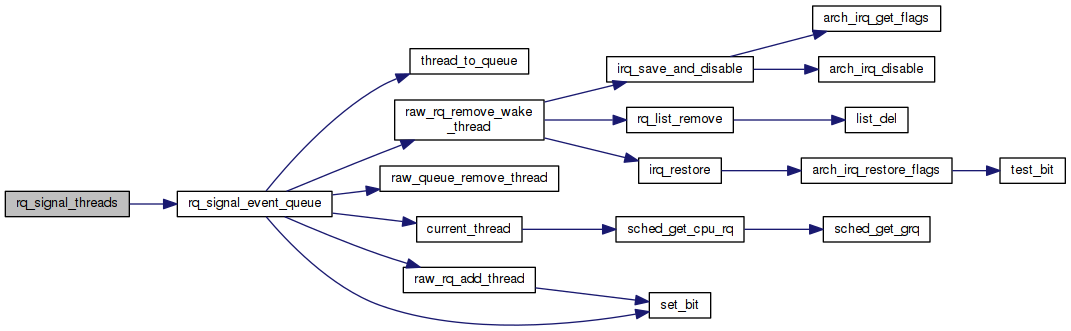 rq_signal_threads
rq_signal_event_queue
thread_to_queue
raw_rq_remove_wake
_thread
raw_queue_remove_thread
current_thread
raw_rq_add_thread
irq_save_and_disable
rq_list_remove
irq_restore
sched_get_cpu_rq
set_bit
arch_irq_get_flags
arch_irq_disable
list_del
arch_irq_restore_flags
sched_get_grq
test_bit